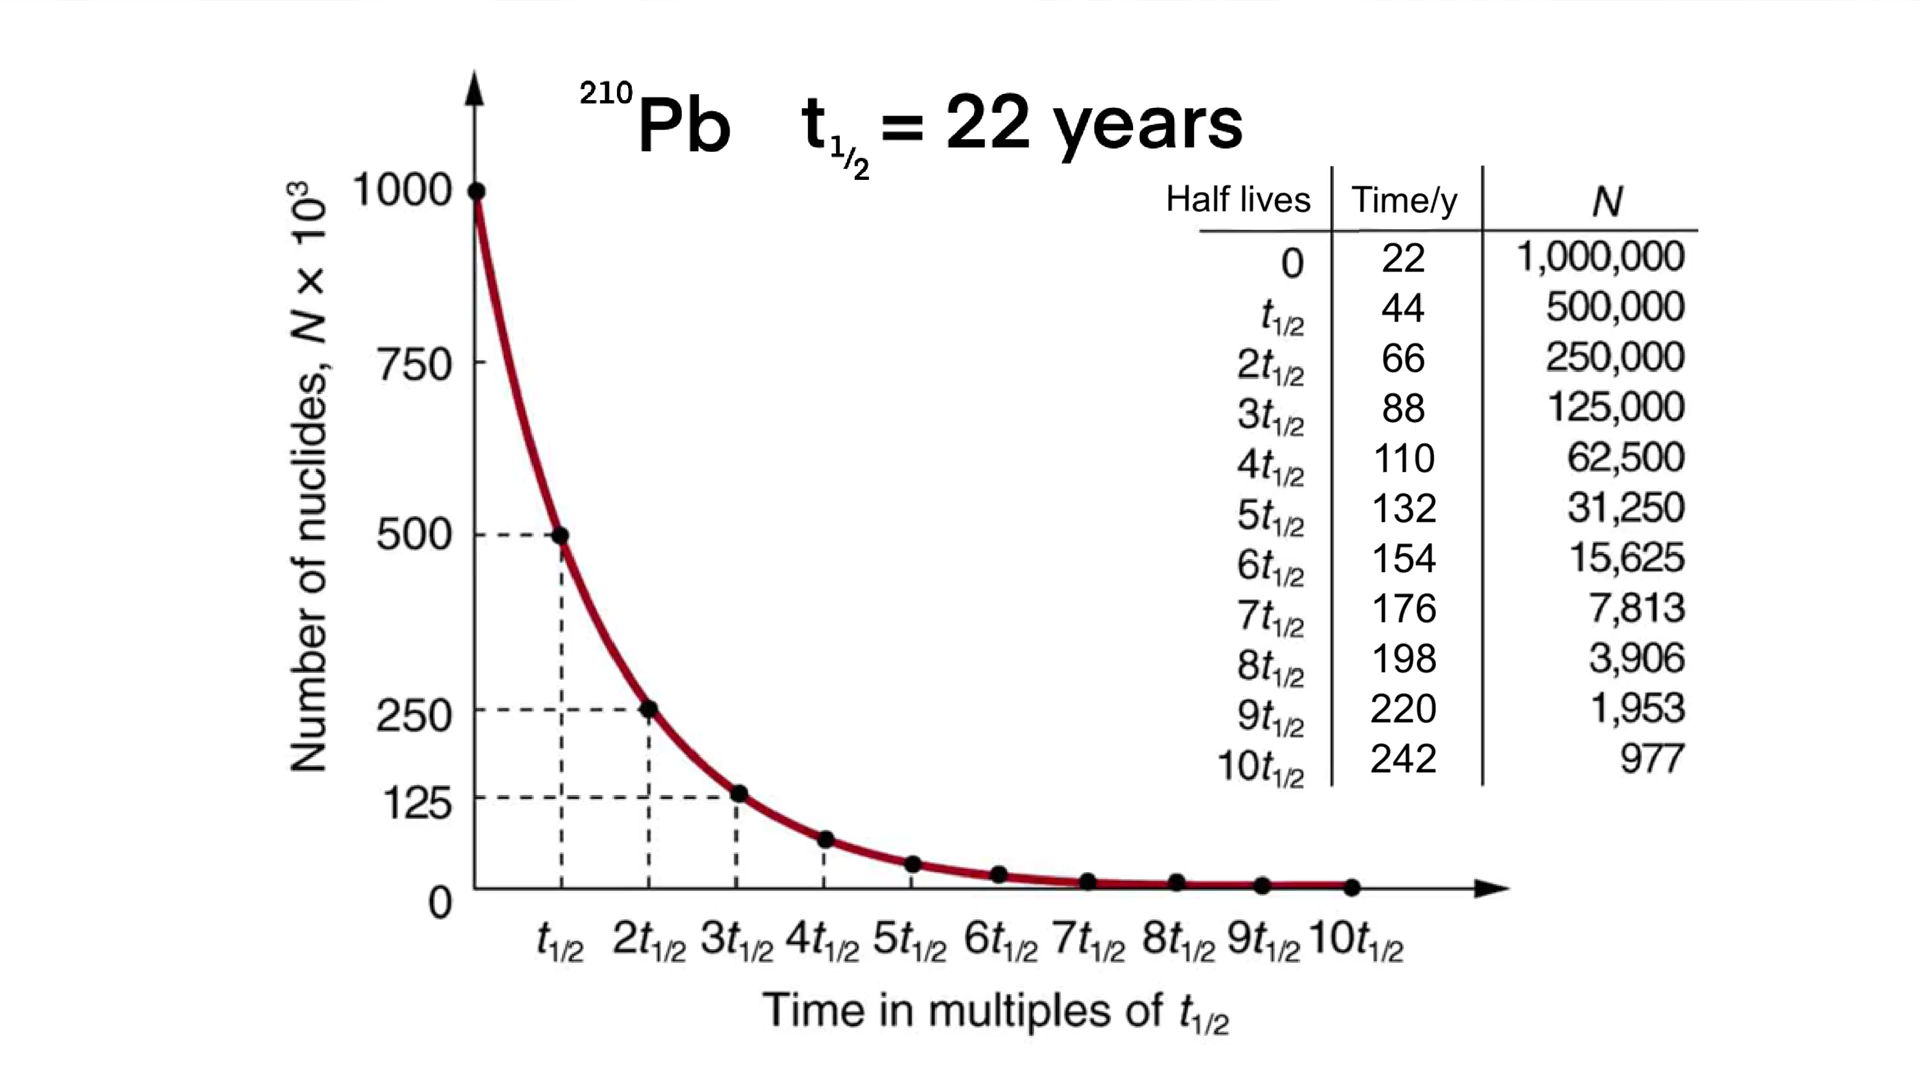 ²¹⁰Pb t₁/₂ = 22 years
Number of nuclides, N × 10³
1000
750
500
250
125
0
t₁/₂ 2t₁/₂ 3t₁/₂ 4t₁/₂ 5t₁/₂ 6t₁/₂ 7t₁/₂ 8t₁/₂ 9t₁/₂ 10t₁/₂
Time in multiples of t₁/₂
Half lives Time/y N
0 22 1,000,000
t₁/₂ 44 500,000
2t₁/₂ 66 250,000
3t₁/₂ 88 125,000
4t₁/₂ 110 62,500
5t₁/₂ 132 31,250
6t₁/₂ 154 15,625
7t₁/₂ 176 7,813
8t₁/₂ 198 3,906
9t₁/₂ 220 1,953
10t₁/₂ 242 977